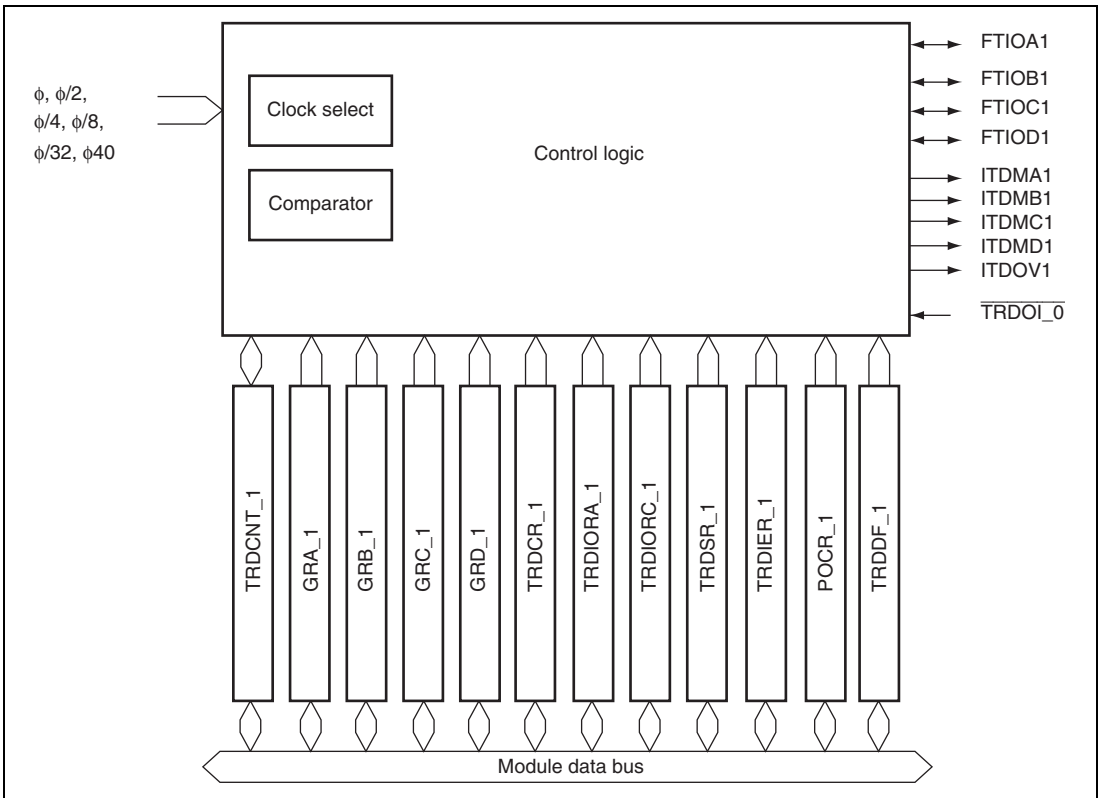 ϕ, ϕ/2,
ϕ/4, ϕ/8,
ϕ/32, ϕ40
Clock select
Comparator
Control logic
FTIOA1
FTIOB1
FTIOC1
FTIOD1
ITDMA1
ITDMB1
ITDMC1
ITDMD1
ITDOV1
TRDOI_0
TRDCNT_1
GRA_1
GRB_1
GRC_1
GRD_1
TRDCR_1
TRDIORA_1
TRDIORC_1
TRDSR_1
TRDIER_1
POCR_1
TRDDF_1
Module data bus